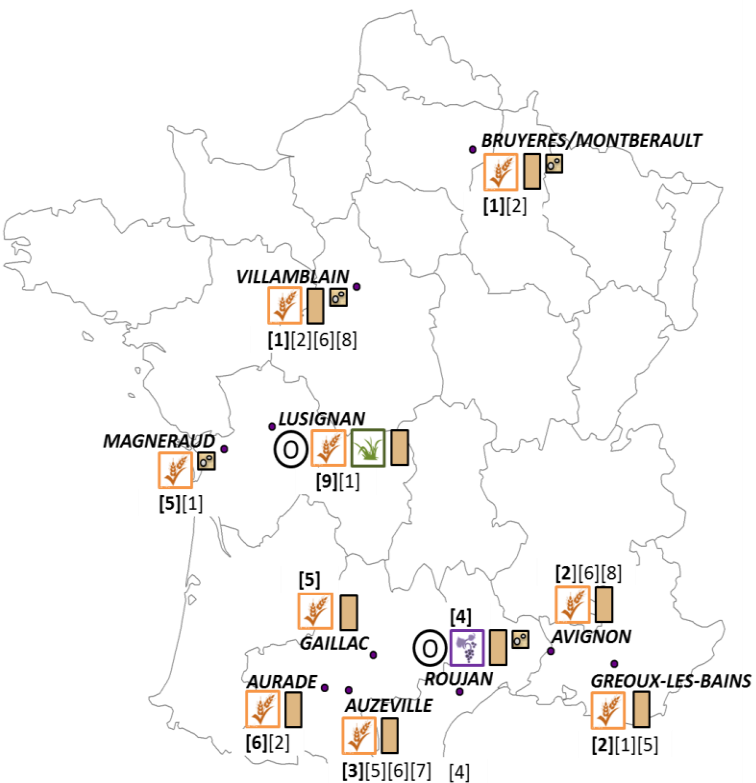 BRUYERES/MONTBERAULT
[1][2]
VILLAMBLAIN
[1][2][6][8]
LUSIGNAN
O
[9][1]
MAGNERAUD
[5][1]
[5]
GAILLAC
[2][6][8]
AVIGNON
[4]
O
ROUJAN
GREOUX-LES-BAINS
[2][1][5]
AURADE
[6][2]
AUZEVILLE
[3][5][6][7] [4]